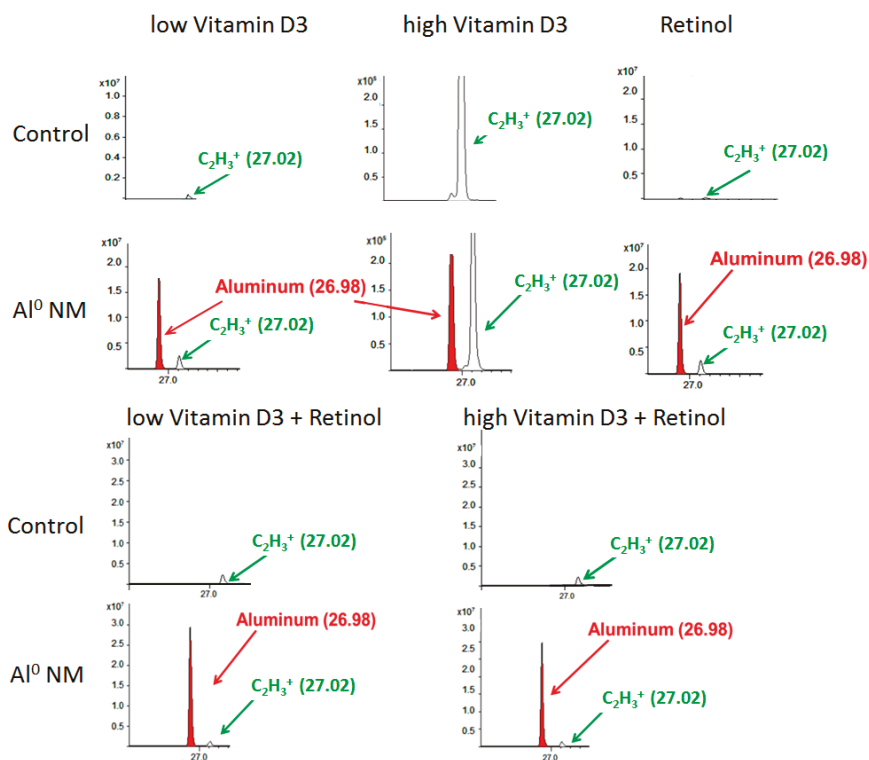 low Vitamin D3 high Vitamin D3 Retinol
Control
x10⁷
1.0
0.8
0.6
0.4
0.2
C₂H₃⁺ (27.02)
x10⁶
2.0
1.5
1.0
0.5
C₂H₃⁺ (27.02)
x10⁷
2.0
1.5
1.0
0.5
C₂H₃⁺ (27.02)
Al⁰ NM
x10⁷
2.0
1.5
1.0
0.5
27.0
Aluminum (26.98)
C₂H₃⁺ (27.02)
x10⁶
2.0
1.5
1.0
0.5
27.0
C₂H₃⁺ (27.02)
x10⁷
2.0
1.5
1.0
0.5
27.0
Aluminum (26.98)
C₂H₃⁺ (27.02)
low Vitamin D3 + Retinol high Vitamin D3 + Retinol
Control
x10⁷
3.0
2.5
2.0
1.5
1.0
0.5
27.0
C₂H₃⁺ (27.02)
x10⁷
3.0
2.5
2.0
1.5
1.0
0.5
27.0
C₂H₃⁺ (27.02)
Al⁰ NM
x10⁷
3.0
2.5
2.0
1.5
1.0
0.5
27.0
Aluminum (26.98)
C₂H₃⁺ (27.02)
x10⁷
3.0
2.5
2.0
1.5
1.0
0.5
27.0
Aluminum (26.98)
C₂H₃⁺ (27.02)